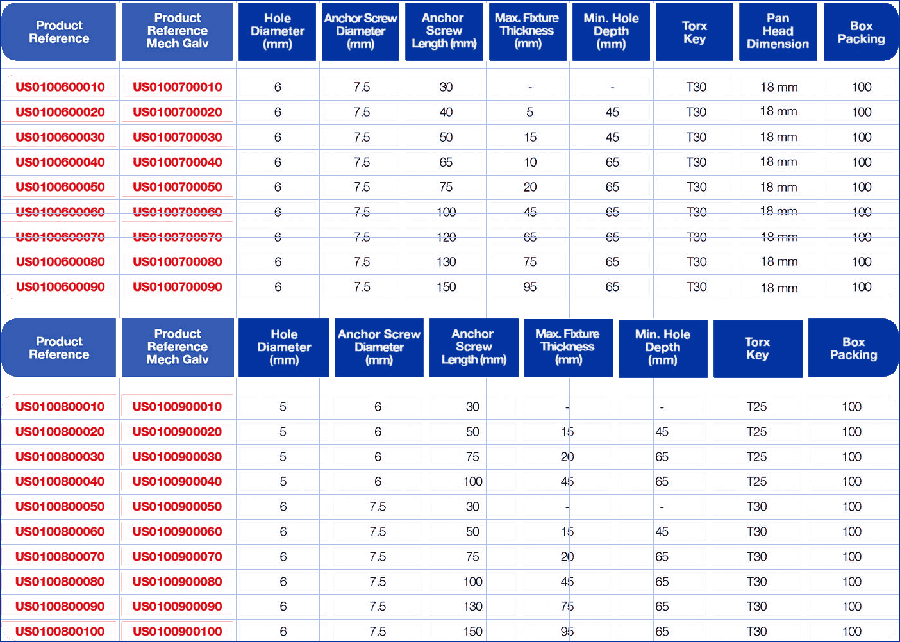 Product Reference | Product Reference Mech Galv | Hole Diameter (mm) | Anchor Screw Diameter (mm) | Anchor Screw Length (mm) | Max. Fixture Thickness (mm) | Min. Hole Depth (mm) | Torx Key | Pan Head Dimension | Box Packing
US0100600010 US0100700010 6 7.5 30 - - T30 18 mm 100
US0100600020 US0100700020 6 7.5 40 5 45 T30 18 mm 100
US0100600030 US0100700030 6 7.5 50 15 45 T30 18 mm 100
US0100600040 US0100700040 6 7.5 65 10 65 T30 18 mm 100
US0100600050 US0100700050 6 7.5 75 20 65 T30 18 mm 100
US0100600060 US0100700060 6 7.5 100 45 65 T30 18 mm 100
US0100600070 US0100700070 6 7.5 120 65 65 T30 18 mm 100
US0100600080 US0100700080 6 7.5 130 75 65 T30 18 mm 100
US0100600090 US0100700090 6 7.5 150 95 65 T30 18 mm 100
Product Reference | Product Reference Mech Galv | Hole Diameter (mm) | Anchor Screw Diameter (mm) | Anchor Screw Length (mm) | Max. Fixture Thickness (mm) | Min. Hole Depth (mm) | Torx Key | Box Packing
US0100800010 US0100900010 5 6 30 - - T25 100
US0100800020 US0100900020 5 6 50 15 45 T25 100
US0100800030 US0100900030 5 6 75 20 65 T25 100
US0100800040 US0100900040 5 6 100 45 65 T25 100
US0100800050 US0100900050 6 7.5 30 - - T30 100
US0100800060 US0100900060 6 7.5 50 15 45 T30 100
US0100800070 US0100900070 6 7.5 75 20 65 T30 100
US0100800080 US0100900080 6 7.5 100 45 65 T30 100
US0100800090 US0100900090 6 7.5 130 75 65 T30 100
US0100800100 US0100900100 6 7.5 150 95 65 T30 100